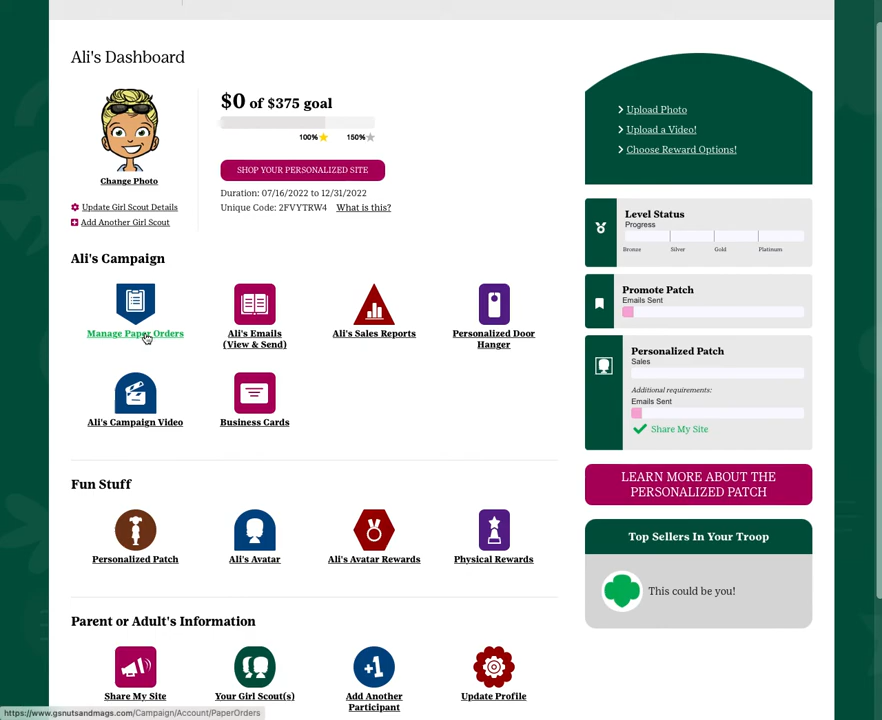 Ali's Dashboard
Change Photo
Update Girl Scout Details
Add Another Girl Scout
$0 of $375 goal
100% 150%
SHOP YOUR PERSONALIZED SITE
Duration: 07/16/2022 to 12/31/2022
Unique Code: 2FVYTRW4 What is this?
Upload Photo
Upload a Video!
Choose Reward Options!
Level Status
Progress
Bronze Silver Gold Platinum
Promote Patch
Emails Sent
Personalized Patch
Sales
Additional requirements:
Emails Sent
Share My Site
LEARN MORE ABOUT THE
PERSONALIZED PATCH
Top Sellers In Your Troop
This could be you!
Ali's Campaign
Manage Paper Orders
Ali's Emails
(View & Send)
Ali's Sales Reports
Personalized Door
Hanger
Ali's Campaign Video
Business Cards
Fun Stuff
Personalized Patch
Ali's Avatar
Ali's Avatar Rewards
Physical Rewards
Parent or Adult's Information
+1
Share My Site
Your Girl Scout(s)
Add Another
Participant
Update Profile
https://www.gsnutsandmags.com/Campaign/Account/PaperOrders